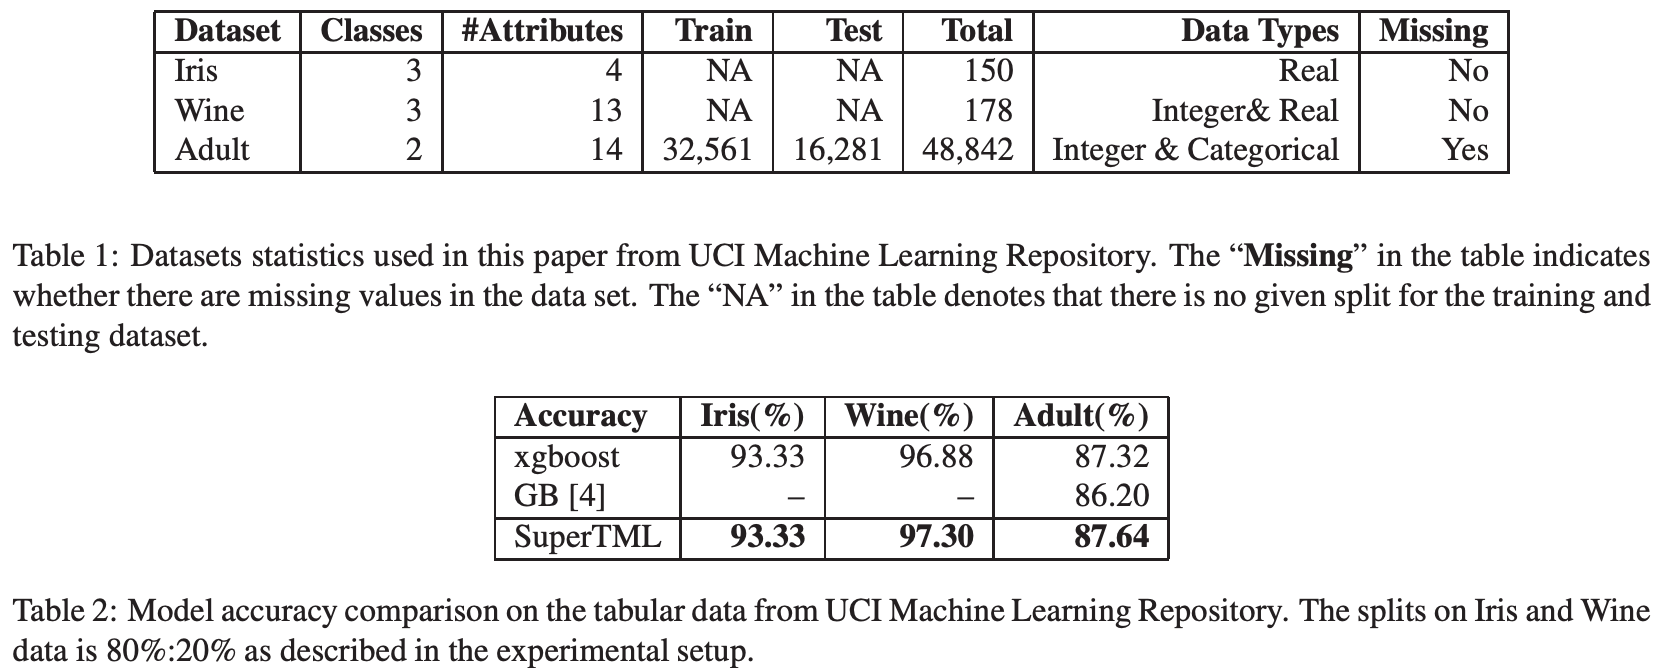 Dataset Classes #Attributes Train Test Total Data Types Missing
Iris 3 4 NA NA 150 Real No
Wine 3 13 NA NA 178 Integer& Real No
Adult 2 14 32,561 16,281 48,842 Integer & Categorical Yes
Table 1: Datasets statistics used in this paper from UCI Machine Learning Repository. The “Missing” in the table indicates
whether there are missing values in the data set. The “NA” in the table denotes that there is no given split for the training and
testing dataset.
Accuracy Iris(%) Wine(%) Adult(%)
xgboost 93.33 96.88 87.32
GB [4] – – 86.20
SuperTML 93.33 97.30 87.64
Table 2: Model accuracy comparison on the tabular data from UCI Machine Learning Repository. The splits on Iris and Wine
data is 80%:20% as described in the experimental setup.